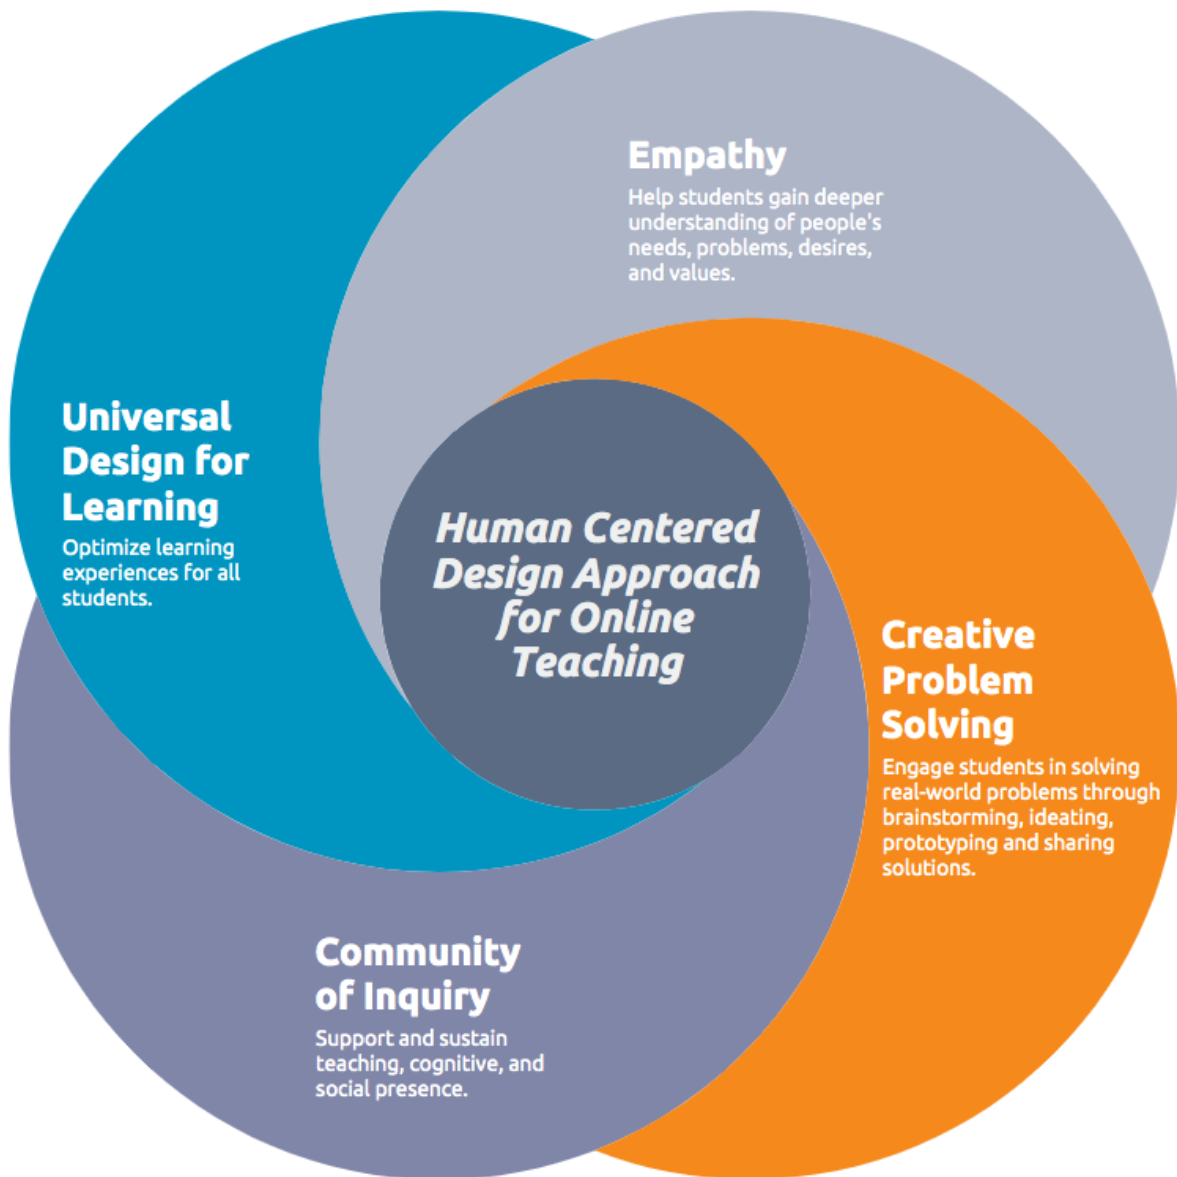 Empathy
Help students gain deeper
understanding of people's
needs, problems, desires,
and values.
Universal
Design for
Learning
Optimize learning
experiences for all
students.
Human Centered
Design Approach
for Online
Teaching
Creative
Problem
Solving
Engage students in solving
real-world problems through
brainstorming, ideating,
prototyping and sharing
solutions.
Community
of Inquiry
Support and sustain
teaching, cognitive, and
social presence.